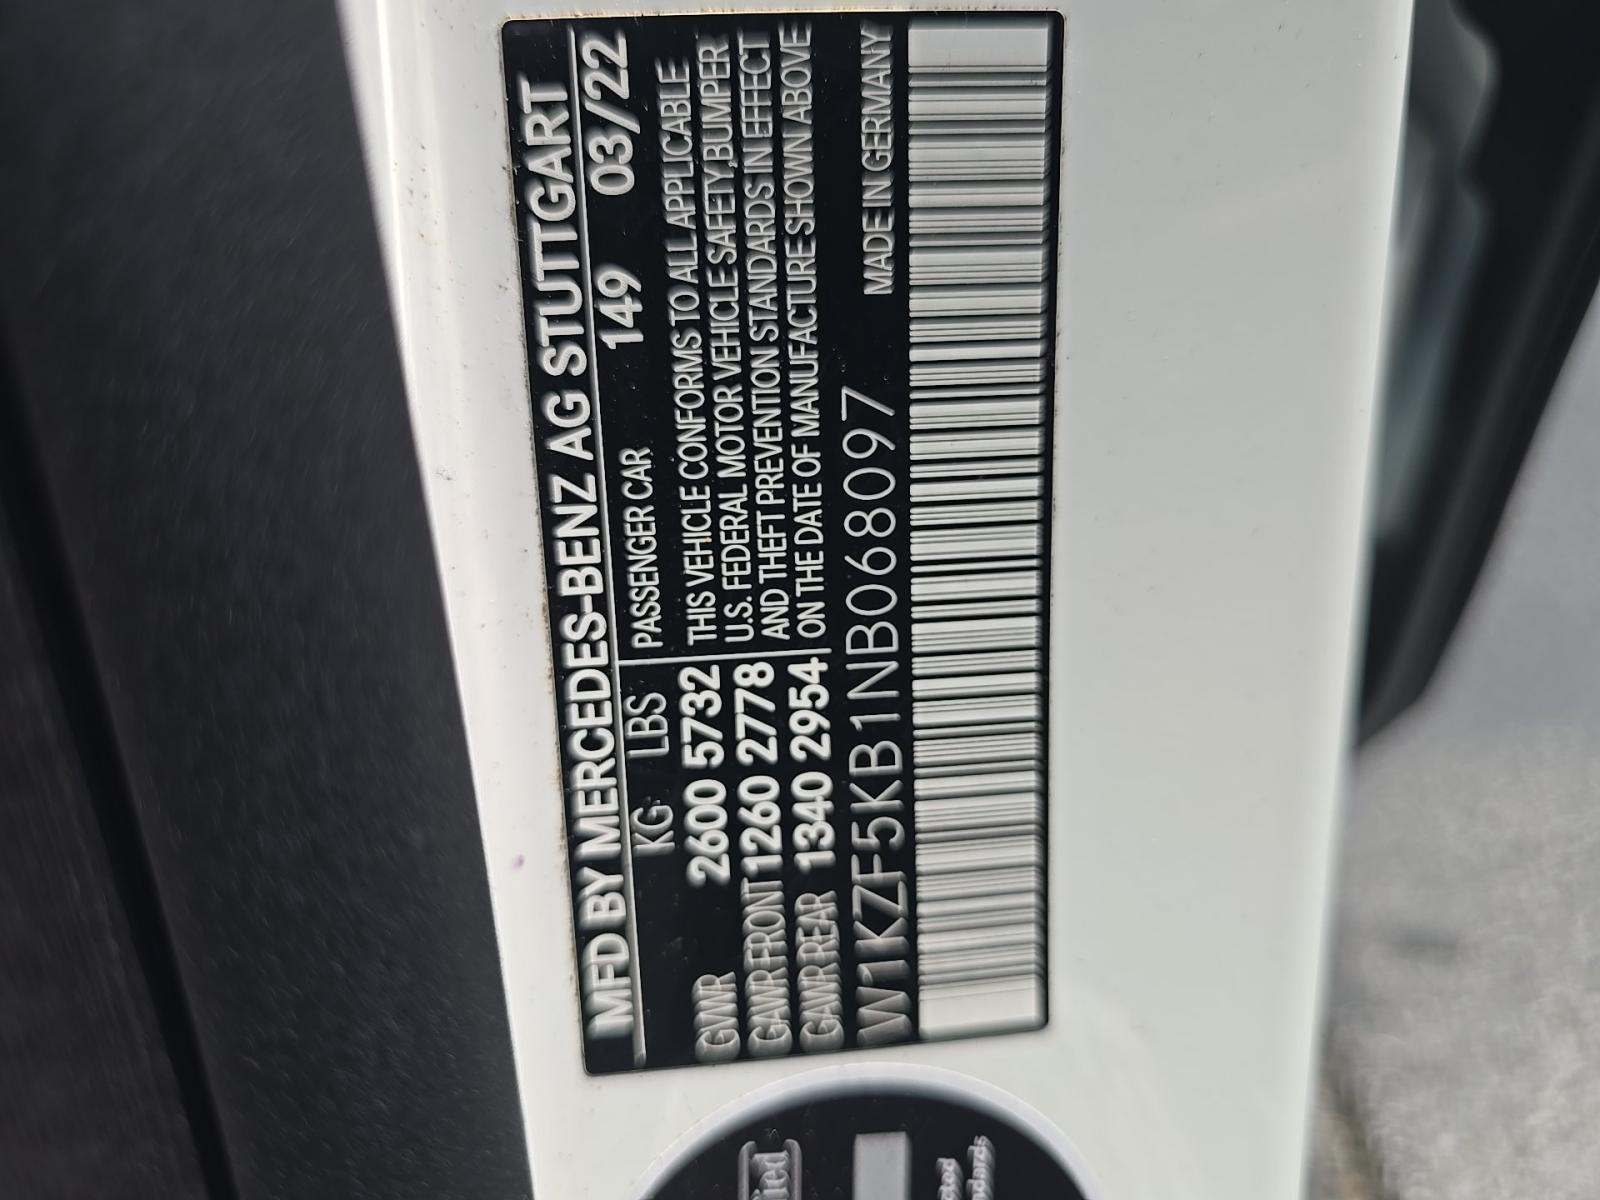 MFD BY MERCEDES-BENZ AG STUTTGART
149 03/22
KG LBS PASSENGER CAR
GWR 2600 5732 THIS VEHICLE CONFORMS TO ALL APPLICABLE
GAWR FRONT 1260 2778 U.S. FEDERAL MOTOR VEHICLE SAFETY, BUMPER
GAWR REAR 1340 2954 AND THEFT PREVENTION STANDARDS IN EFFECT
ON THE DATE OF MANUFACTURE SHOWN ABOVE
W1KZF5KB1NB068097 MADE IN GERMANY